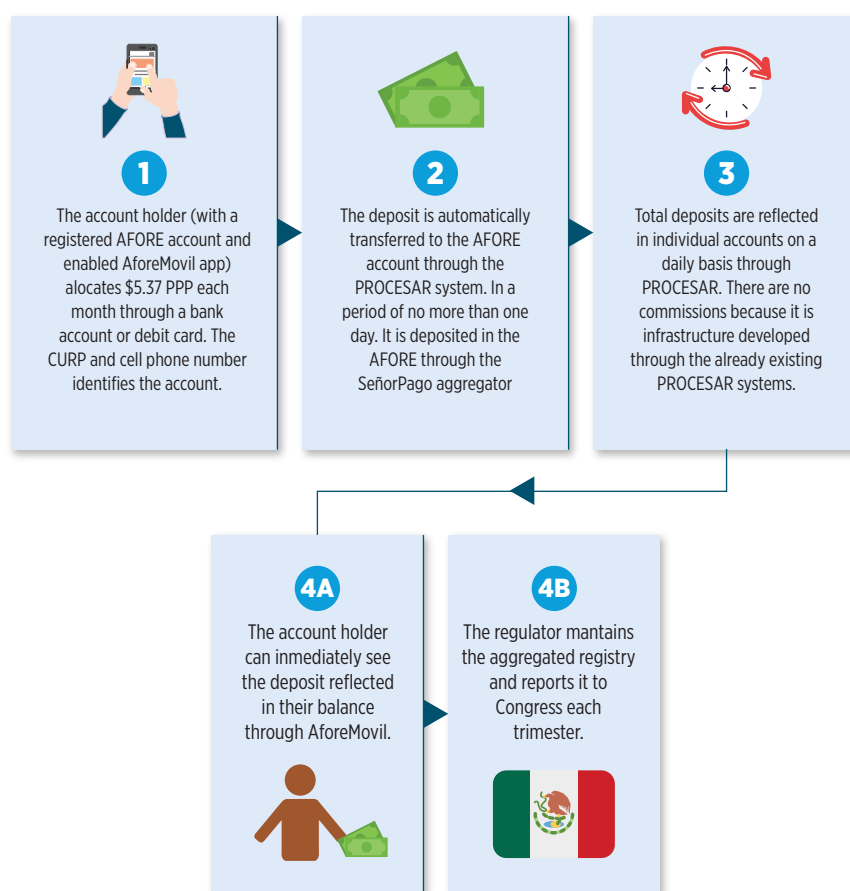 1
The account holder (with a
registered AFORE account and
enabled AforeMovil app)
alocates $5.37 PPP each
month through a bank
account or debit card. The
CURP and cell phone number
identifies the account.
2
The deposit is automatically
transferred to the AFORE
account through the
PROCESAR system. In a
period of no more than one
day. It is deposited in the
AFORE through the
SeñorPago aggregator
3
Total deposits are reflected
in individual accounts on a
daily basis through
PROCESAR. There are no
commissions because it is
infrastructure developed
through the already existing
PROCESAR systems.
4A
The account holder
can inmediately see
the deposit reflected
in their balance
through AforeMovil.
4B
The regulator mantains
the aggregated registry
and reports it to
Congress each
trimester.